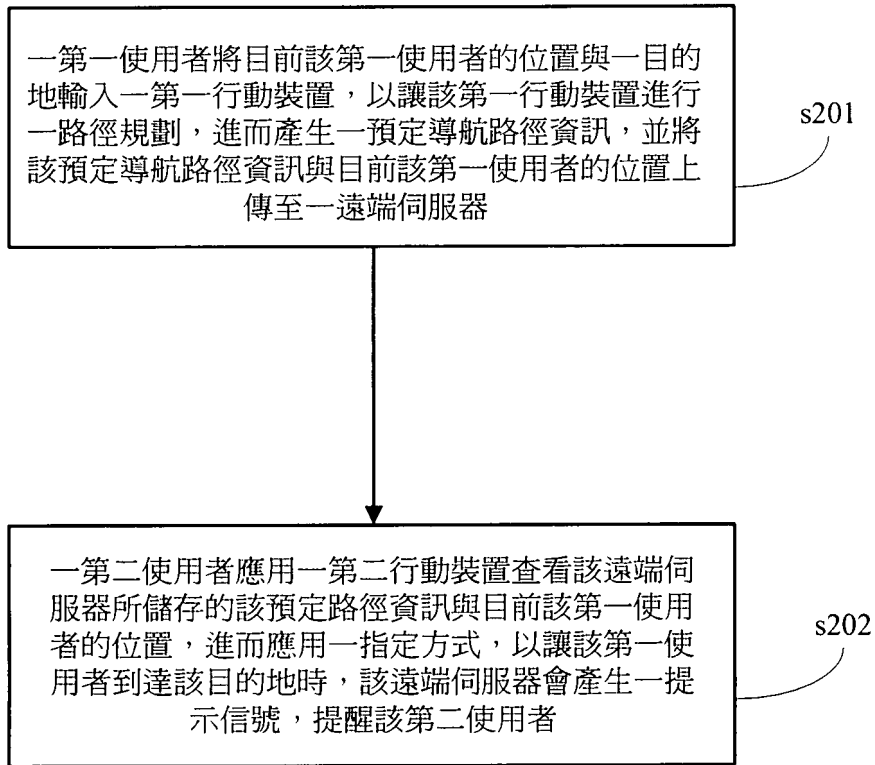 一第一使用者將目前該第一使用者的位置與一目的
地輸入一第一行動裝置，以讓該第一行動裝置進行
一路徑規劃，進而產生一預定導航路徑資訊，並將
該預定導航路徑資訊與目前該第一使用者的位置上
傳至一遠端伺服器
s201
一第二使用者應用一第二行動裝置查看該遠端伺
服器所儲存的該預定路徑資訊與目前該第一使用
者的位置，進而應用一指定方式，以讓該第一使
用者到達該目的地時，該遠端伺服器會產生一提
示信號，提醒該第二使用者
s202